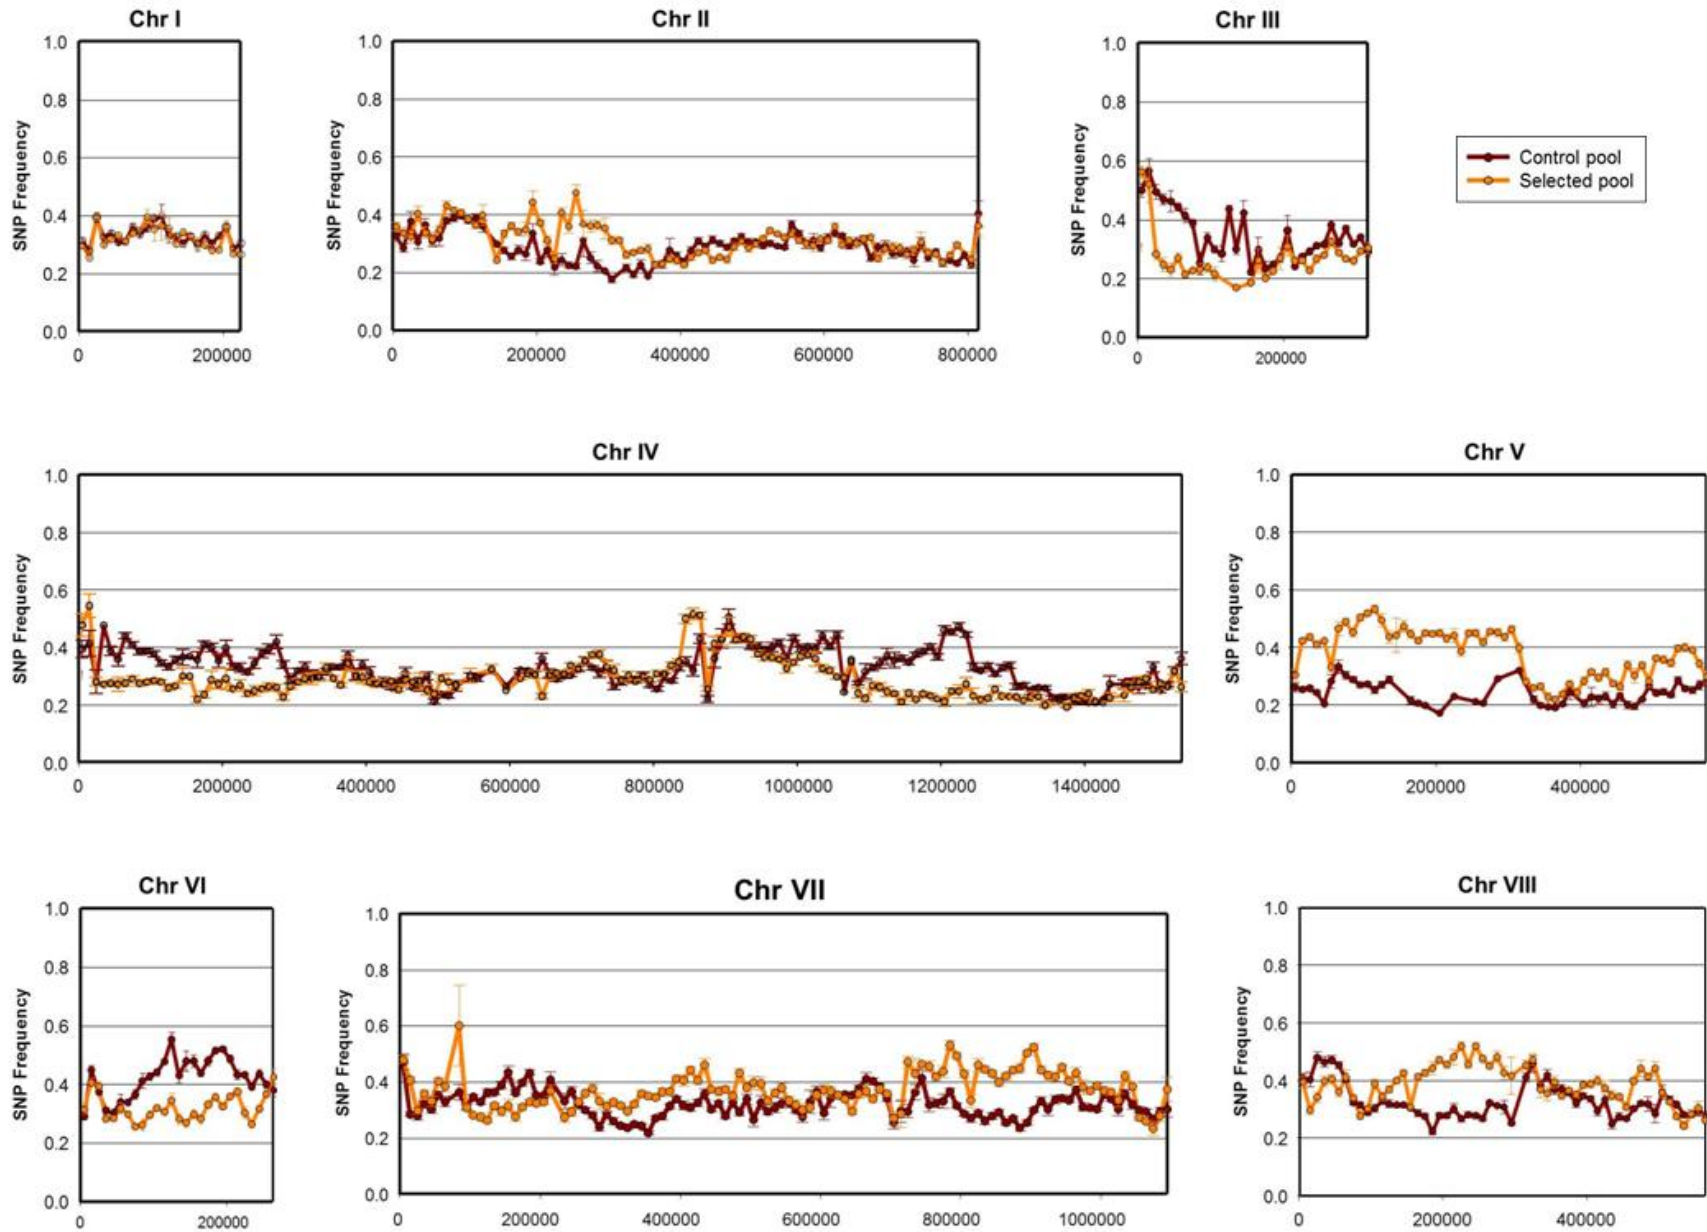 Chr I
1.0
0.8
0.6
0.4
0.2
0.0
SNP Frequency
0 200000
Chr II
1.0
0.8
0.6
0.4
0.2
0.0
SNP Frequency
0 200000 400000 600000 800000
Chr III
1.0
0.8
0.6
0.4
0.2
0.0
SNP Frequency
0 200000
Control pool
Selected pool
Chr IV
1.0
0.8
0.6
0.4
0.2
0.0
SNP Frequency
0 200000 400000 600000 800000 1000000 1200000 1400000
Chr V
1.0
0.8
0.6
0.4
0.2
0.0
SNP Frequency
0 200000 400000
Chr VI
1.0
0.8
0.6
0.4
0.2
0.0
SNP Frequency
0 200000
Chr VII
1.0
0.8
0.6
0.4
0.2
0.0
SNP Frequency
0 200000 400000 600000 800000 1000000
Chr VIII
1.0
0.8
0.6
0.4
0.2
0.0
SNP Frequency
0 200000 400000